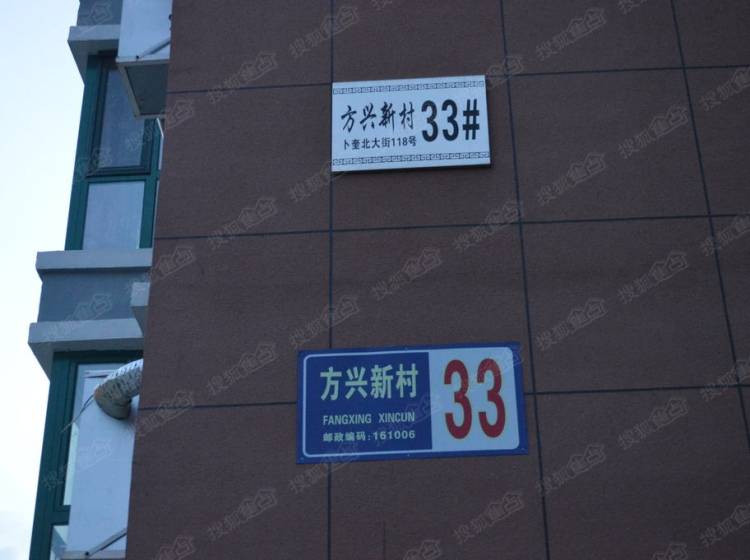 方兴新村 33#
卜奎北大街118号
方兴新村 33
FANGXING XINCUN
邮政编码:161006